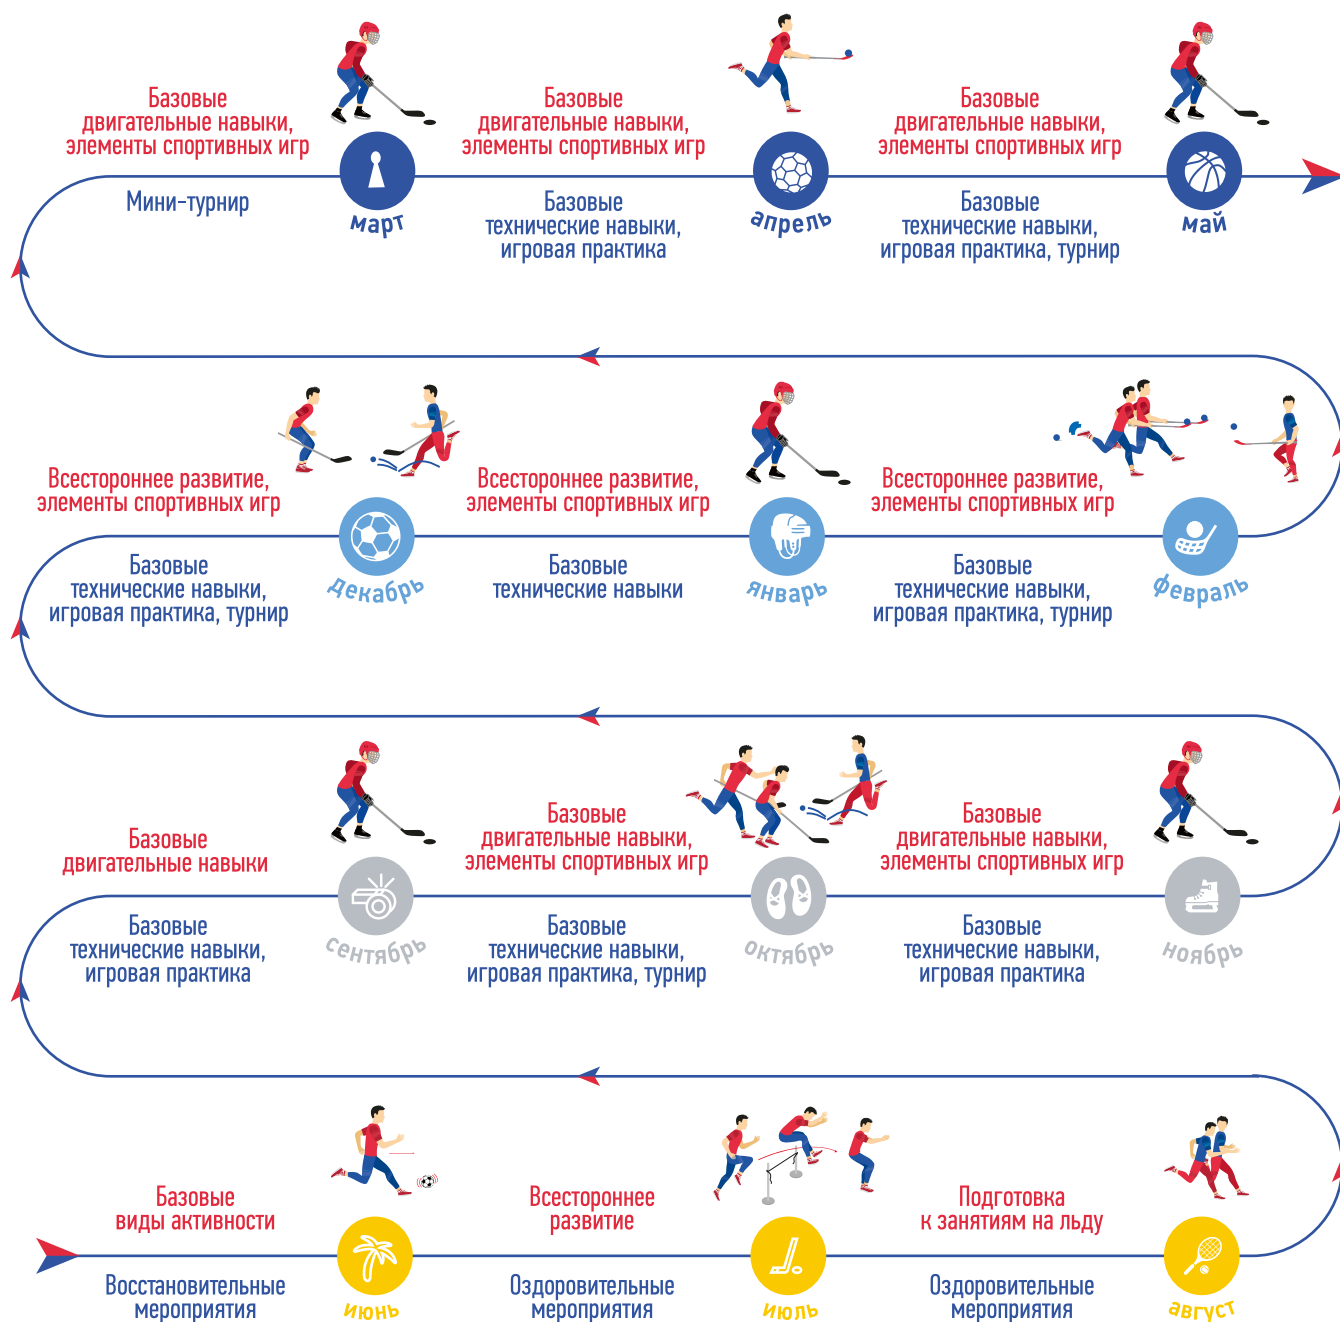 Базовые
двигательные навыки,
элементы спортивных игр
Мини-турнир
март
Базовые
двигательные навыки,
элементы спортивных игр
Базовые
технические навыки,
игровая практика
апрель
Базовые
двигательные навыки,
элементы спортивных игр
Базовые
технические навыки,
игровая практика, турнир
май
Всестороннее развитие,
элементы спортивных игр
Базовые
технические навыки,
игровая практика, турнир
декабрь
Всестороннее развитие,
элементы спортивных игр
Базовые
технические навыки
январь
Всестороннее развитие,
элементы спортивных игр
Базовые
технические навыки,
игровая практика, турнир
февраль
Базовые
двигательные навыки
Базовые
технические навыки,
игровая практика
сентябрь
Базовые
двигательные навыки,
элементы спортивных игр
Базовые
технические навыки,
игровая практика, турнир
октябрь
Базовые
двигательные навыки,
элементы спортивных игр
Базовые
технические навыки,
игровая практика
ноябрь
Базовые
виды активности
Восстановительные
мероприятия
июнь
Всестороннее
развитие
Оздоровительные
мероприятия
июль
Подготовка
к занятиям на льду
Оздоровительные
мероприятия
август